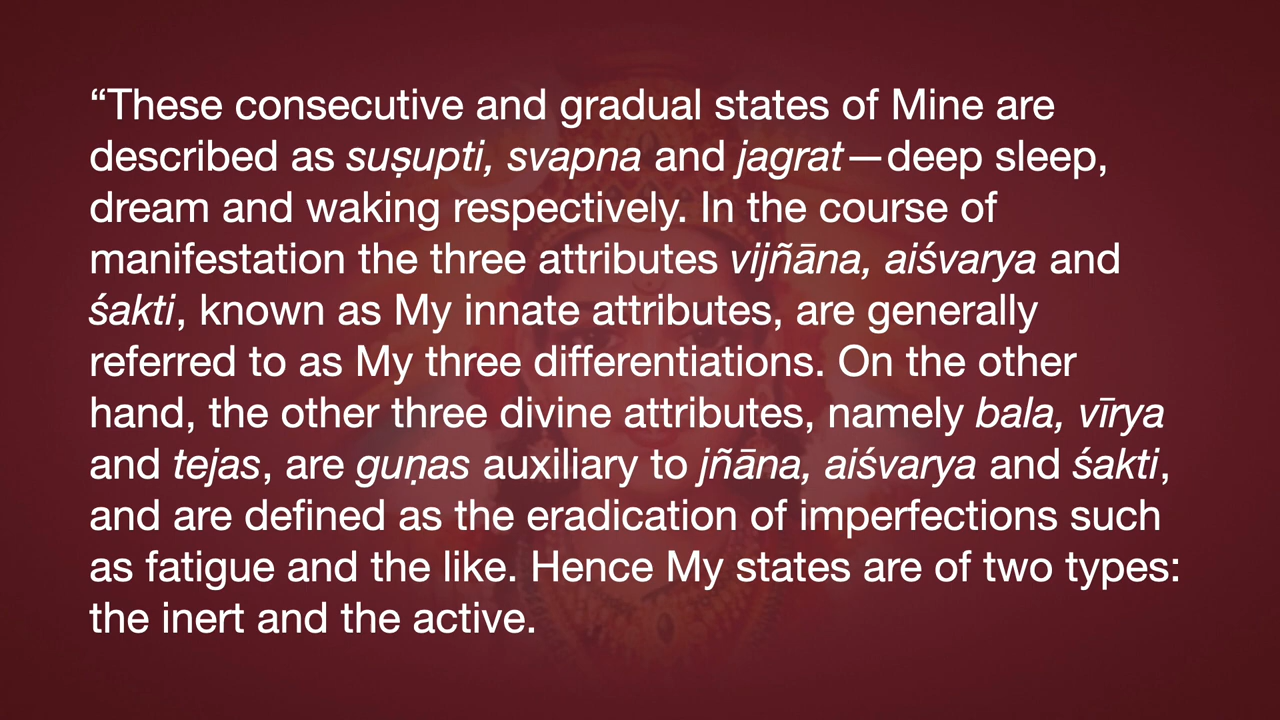 “These consecutive and gradual states of Mine are
described as suṣupti, svapna and jagrat—deep sleep,
dream and waking respectively. In the course of
manifestation the three attributes vijñāna, aiśvarya and
śakti, known as My innate attributes, are generally
referred to as My three differentiations. On the other
hand, the other three divine attributes, namely bala, vīrya
and tejas, are guṇas auxiliary to jñāna, aiśvarya and śakti,
and are defined as the eradication of imperfections such
as fatigue and the like. Hence My states are of two types:
the inert and the active.